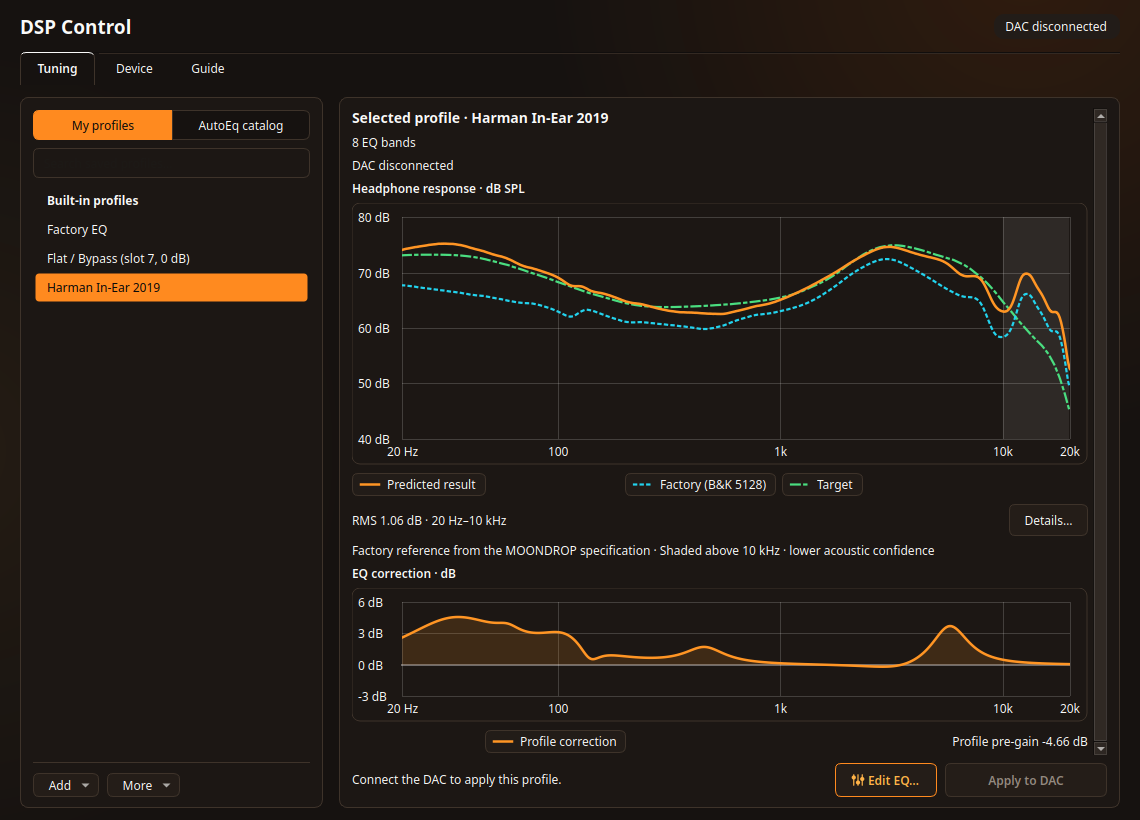 DSP Control
DAC disconnected
Tuning
Device
Guide
My profiles
AutoEq catalog
Built-in profiles
Factory EQ
Flat / Bypass (slot 7, 0 dB)
Harman In-Ear 2019
Add
More
Selected profile · Harman In-Ear 2019
8 EQ bands
DAC disconnected
Headphone response · dB SPL
80 dB
70 dB
60 dB
50 dB
40 dB
20 Hz
100
1k
10k
20k
Predicted result
Factory (B&K 5128)
Target
RMS 1.06 dB · 20 Hz–10 kHz
Details...
Factory reference from the MOONDROP specification · Shaded above 10 kHz · lower acoustic confidence
EQ correction · dB
6 dB
3 dB
0 dB
-3 dB
20 Hz
100
1k
10k
20k
Profile correction
Profile pre-gain -4.66 dB
Connect the DAC to apply this profile.
Edit EQ...
Apply to DAC